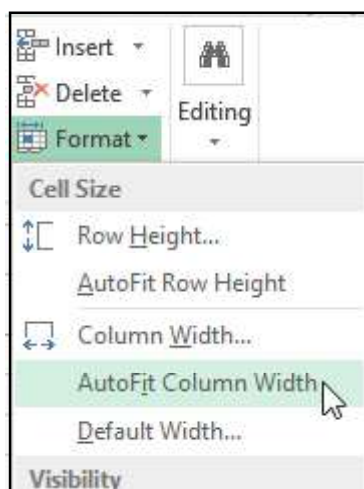 Insert
Delete
Format
Editing
Cell Size
Row Height...
AutoFit Row Height
Column Width...
AutoFit Column Width
Default Width...
Visibility